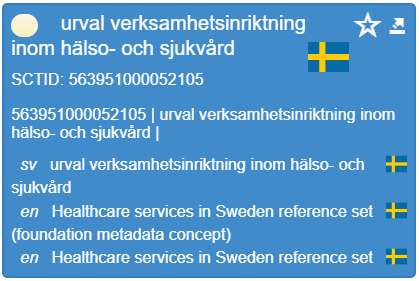 urval verksamhetsinriktning
inom hälso- och sjukvård
SCTID: 563951000052105
563951000052105 | urval verksamhetsinriktning inom
hälso- och sjukvård |
sv urval verksamhetsinriktning inom hälso- och
sjukvård
en Healthcare services in Sweden reference set
(foundation metadata concept)
en Healthcare services in Sweden reference set